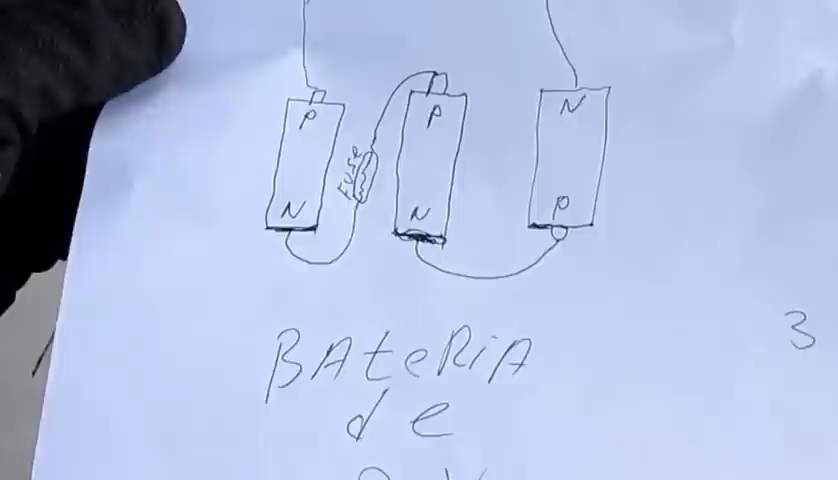 P P N
FUSE
N N P
BAteRiA
de
3